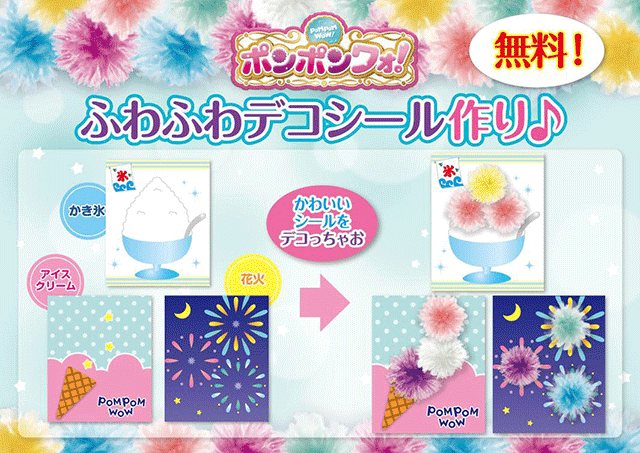 POMPOM
WOW!
ポンポンワォ!
無料!
ふわふわデコシール作り♪
氷
かき氷
かわいい
シールを
デコっちゃお
氷
アイス
クリーム
花火
POMPOM
WOW
POMPOM
WOW